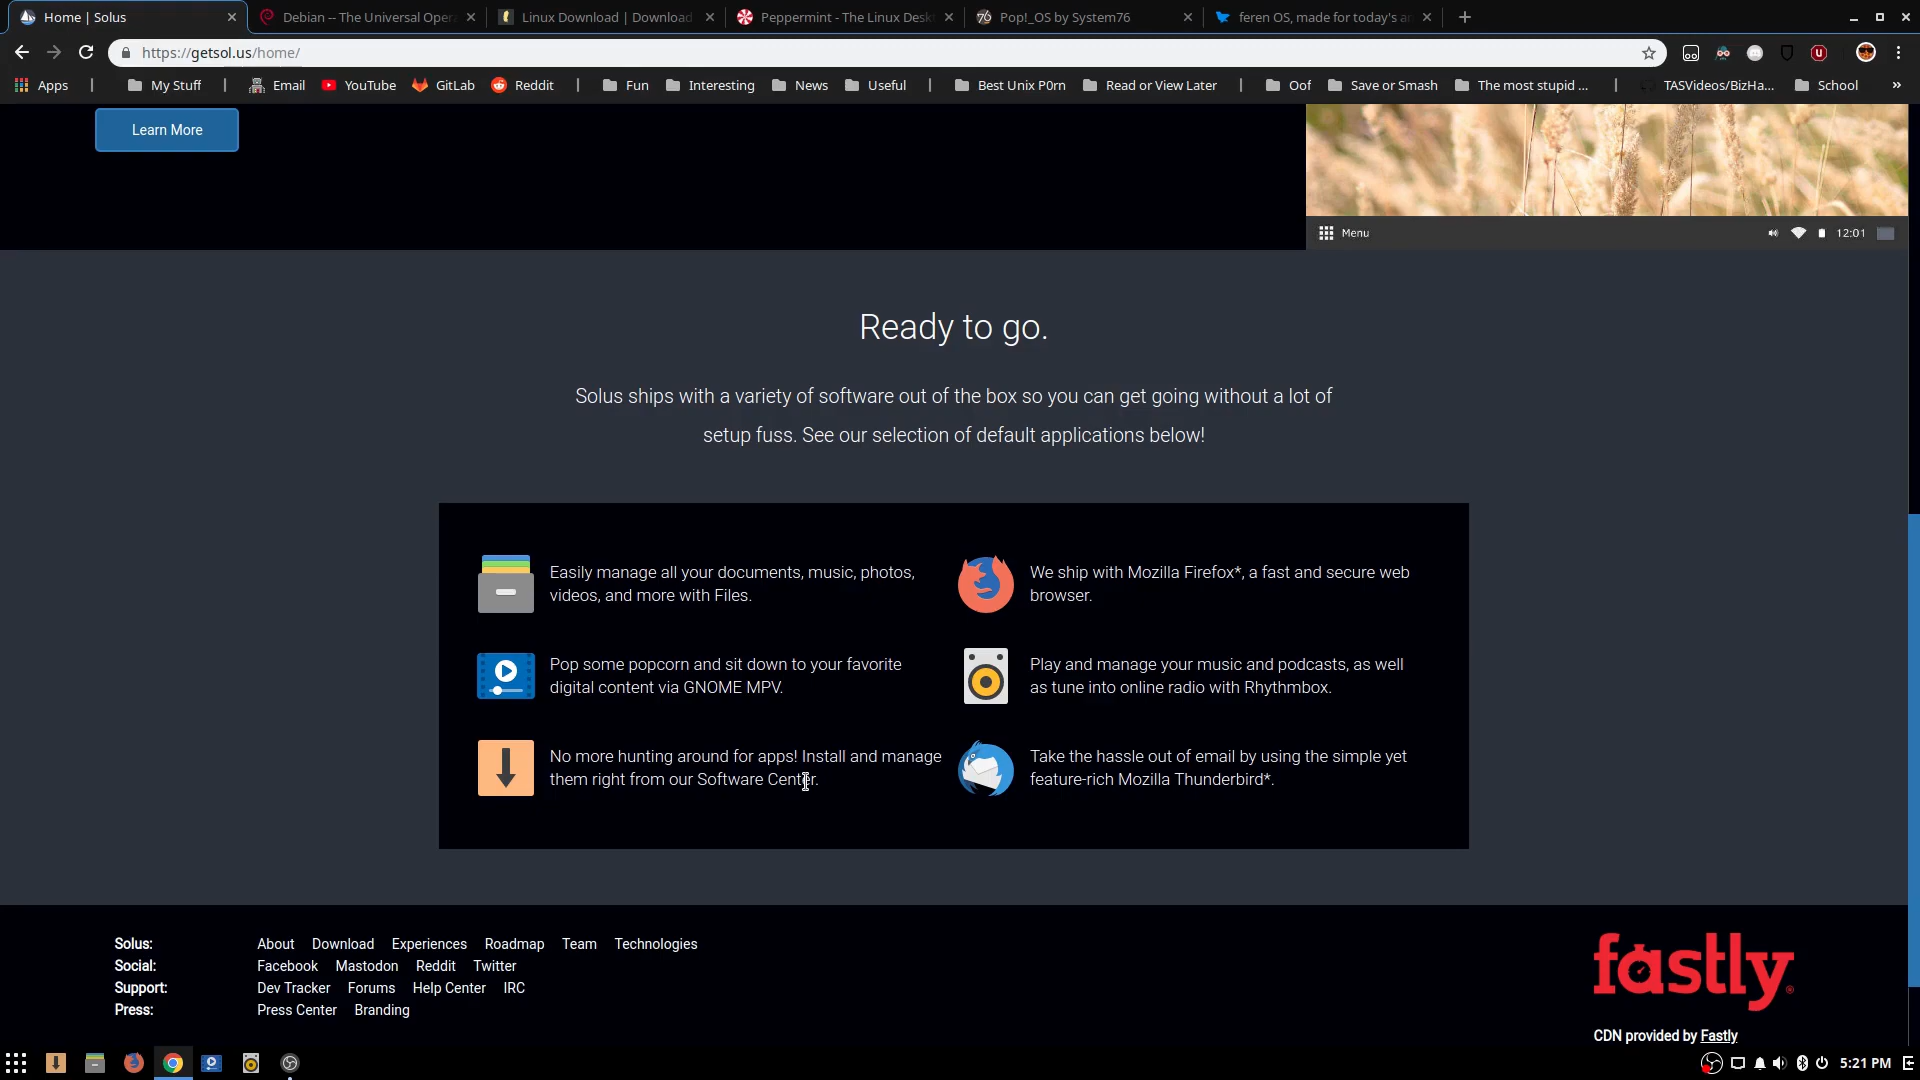 Home | Solus
Debian -- The Universal Oper
Linux Download | Download
Peppermint - The Linux Deskt
Pop!_OS by System76
feren OS, made for today's a
https://getsol.us/home/
Apps | My Stuff | Email YouTube GitLab Reddit | Fun Interesting News Useful | Best Unix P0rn Read or View Later | Oof Save or Smash The most stupid ... | TASVideos/BizHa... School »
Learn More
Menu
12:01
Ready to go.
Solus ships with a variety of software out of the box so you can get going without a lot of
setup fuss. See our selection of default applications below!
Easily manage all your documents, music, photos,
videos, and more with Files.
We ship with Mozilla Firefox*, a fast and secure web
browser.
Pop some popcorn and sit down to your favorite
digital content via GNOME MPV.
Play and manage your music and podcasts, as well
as tune into online radio with Rhythmbox.
No more hunting around for apps! Install and manage
them right from our Software Center.
Take the hassle out of email by using the simple yet
feature-rich Mozilla Thunderbird*.
Solus: About Download Experiences Roadmap Team Technologies
Social: Facebook Mastodon Reddit Twitter
Support: Dev Tracker Forums Help Center IRC
Press: Press Center Branding
fastly
CDN provided by Fastly
5:21 PM